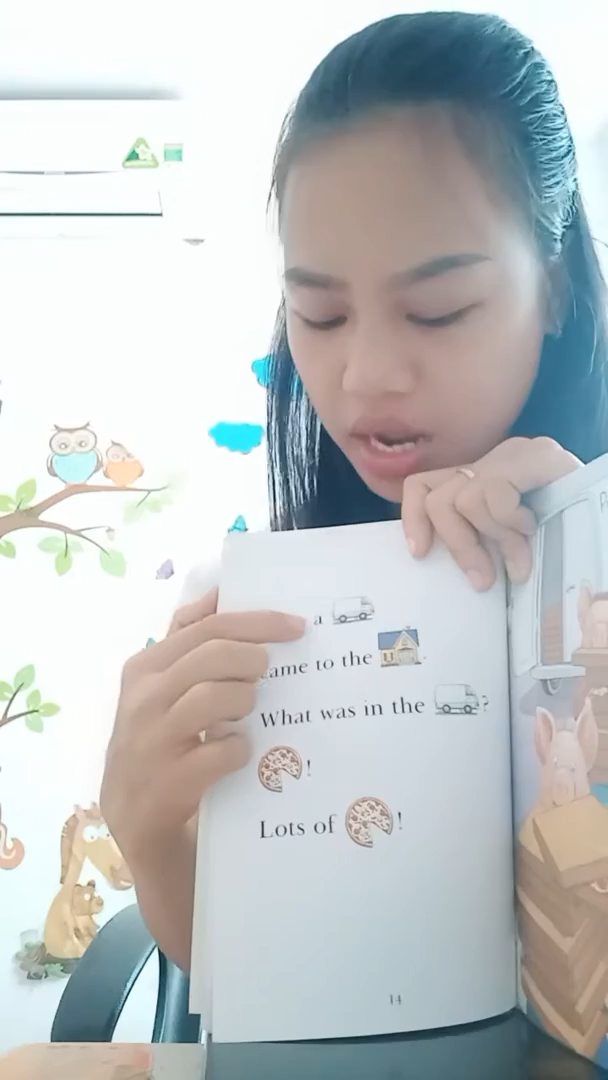 a
ame to the
What was in the ?
!
Lots of !
14